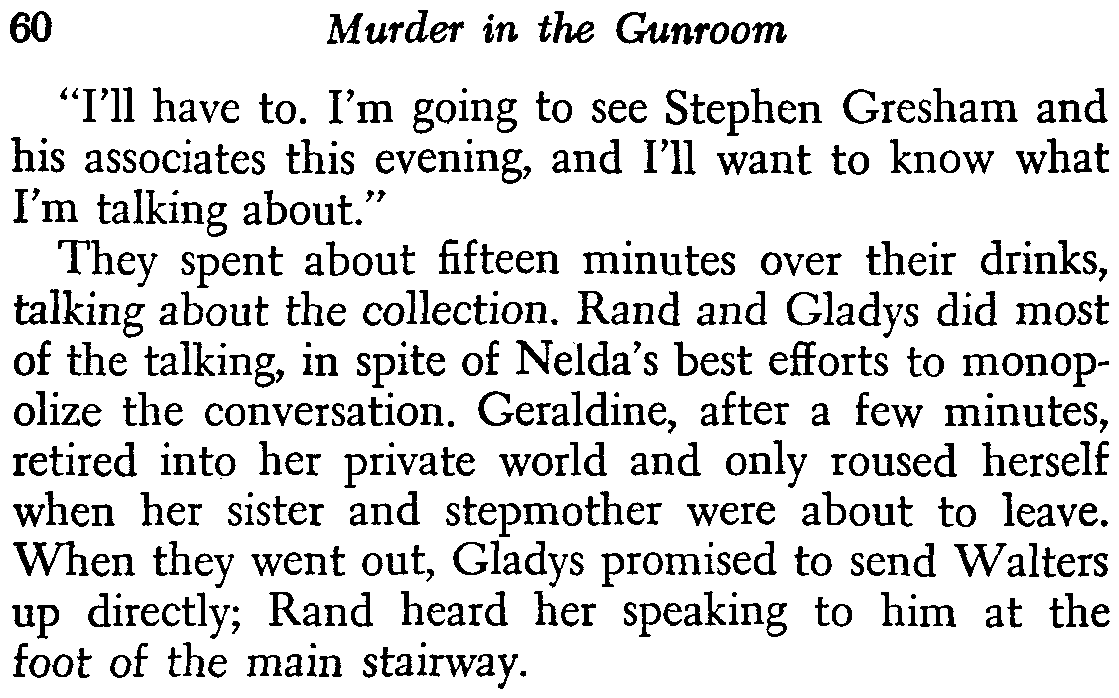 60 Murder in the Gunroom
"I'll have to. I'm going to see Stephen Gresham and
his associates this evening, and I'll want to know what
I'm talking about."
They spent about fifteen minutes over their drinks,
talking about the collection. Rand and Gladys did most
of the talking, in spite of Nelda's best efforts to monop-
olize the conversation. Geraldine, after a few minutes,
retired into her private world and only roused herself
when her sister and stepmother were about to leave.
When they went out, Gladys promised to send Walters
up directly; Rand heard her speaking to him at the
foot of the main stairway.